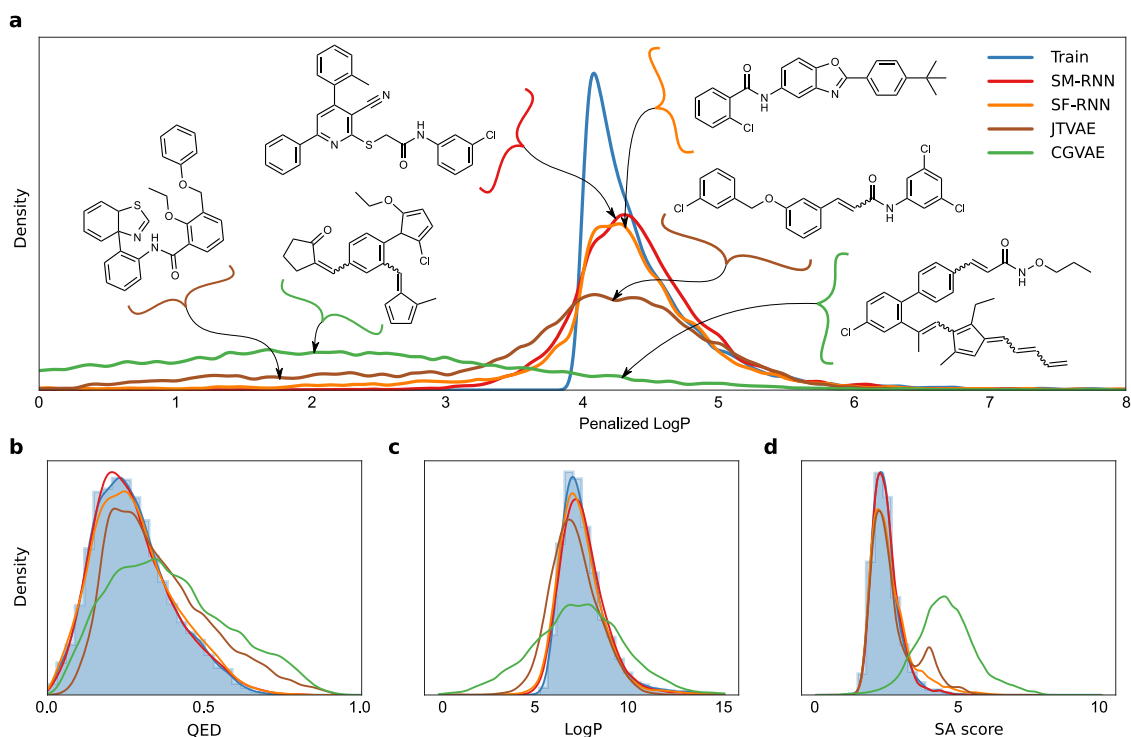 a
Train
SM-RNN
SF-RNN
JTVAE
CGVAE
N
N
S
O
N
H
Cl
O
N
H
Cl
O
N
Cl
O
O
N
H
Cl
Cl
O
O
S
N
N
H
O
O
O
Cl
O
N
H
O
Cl
Density
0 1 2 3 4 5 6 7 8
Penalized LogP
b
c
d
Density
0.0 0.5 1.0
QED
0 5 10 15
LogP
0 5 10
SA score